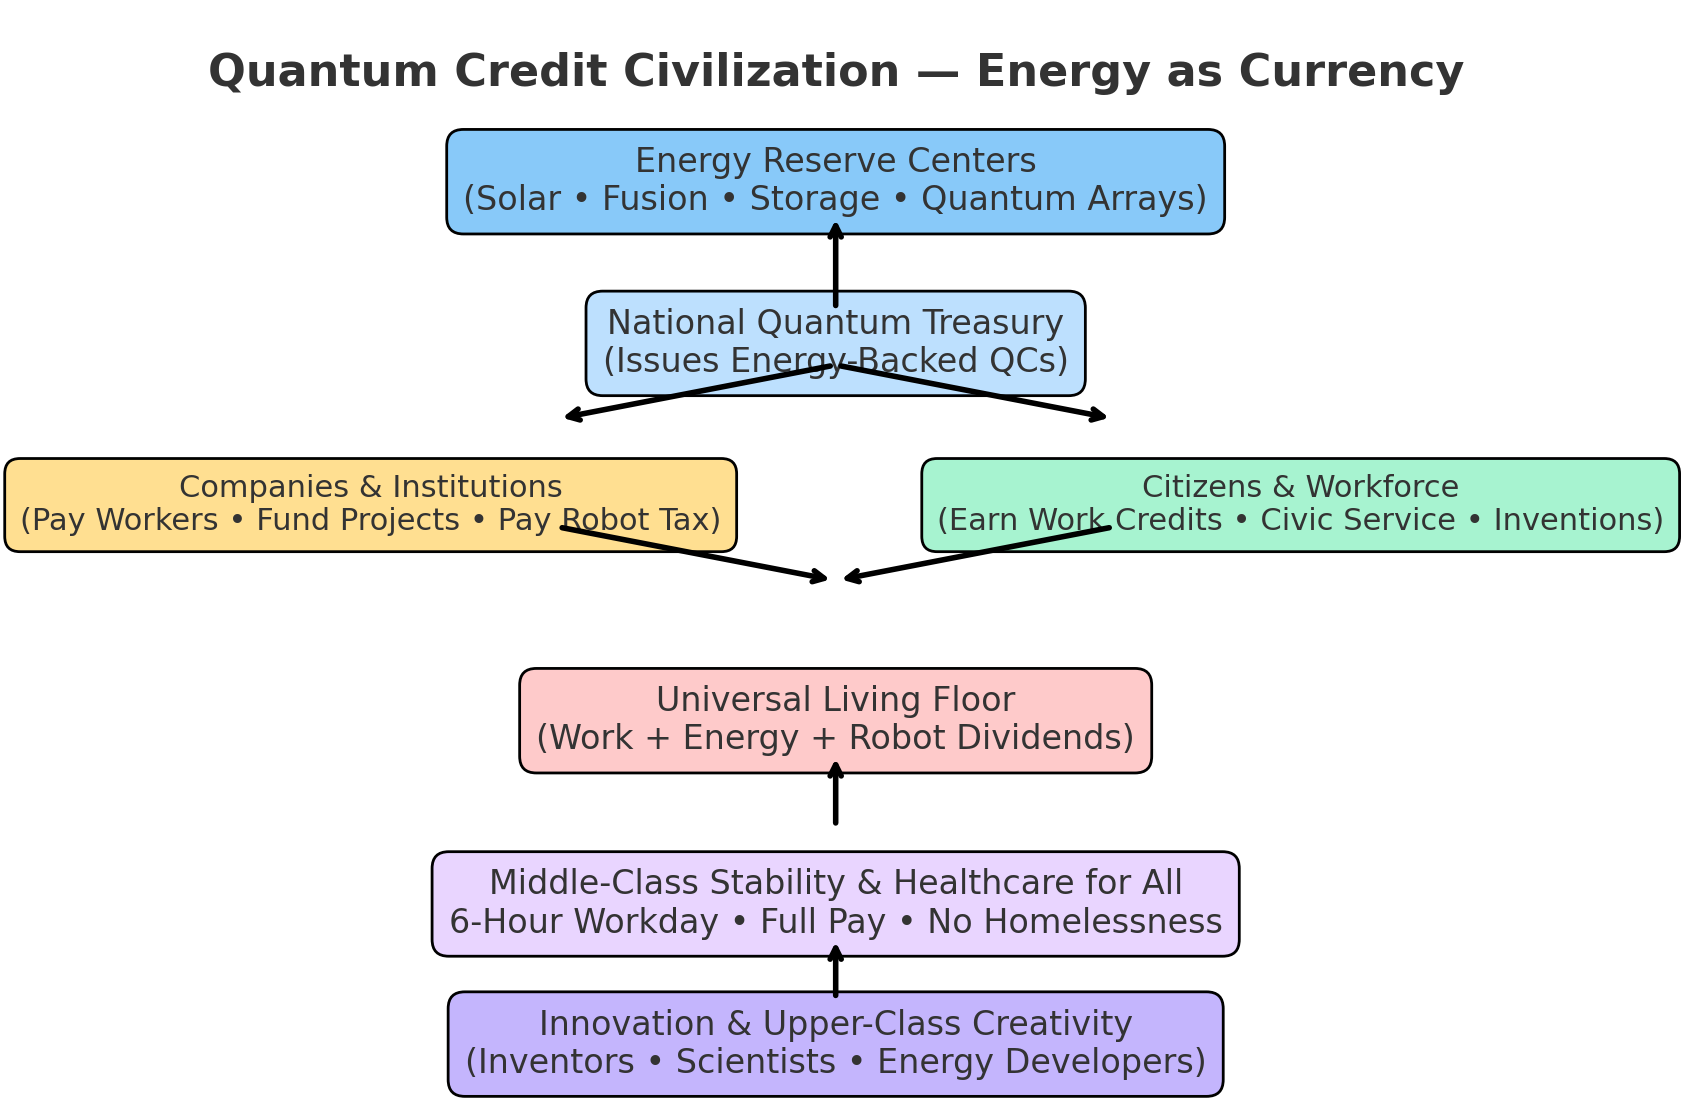 Quantum Credit Civilization — Energy as Currency
Energy Reserve Centers
(Solar • Fusion • Storage • Quantum Arrays)
National Quantum Treasury
(Issues Energy-Backed QCs)
Companies & Institutions
(Pay Workers • Fund Projects • Pay Robot Tax)
Citizens & Workforce
(Earn Work Credits • Civic Service • Inventions)
Universal Living Floor
(Work + Energy + Robot Dividends)
Middle-Class Stability & Healthcare for All
6-Hour Workday • Full Pay • No Homelessness
Innovation & Upper-Class Creativity
(Inventors • Scientists • Energy Developers)